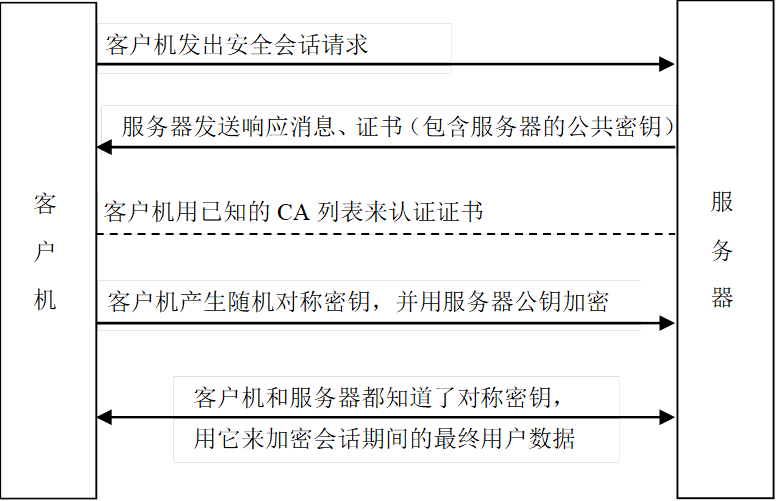 客户机发出安全会话请求
服务器发送响应消息、证书（包含服务器的公共密钥）
客户机
服务器
客户机用已知的 CA 列表来认证证书
客户机产生随机对称密钥，并用服务器公钥加密
客户机和服务器都知道了对称密钥，
用它来加密会话期间的最终用户数据